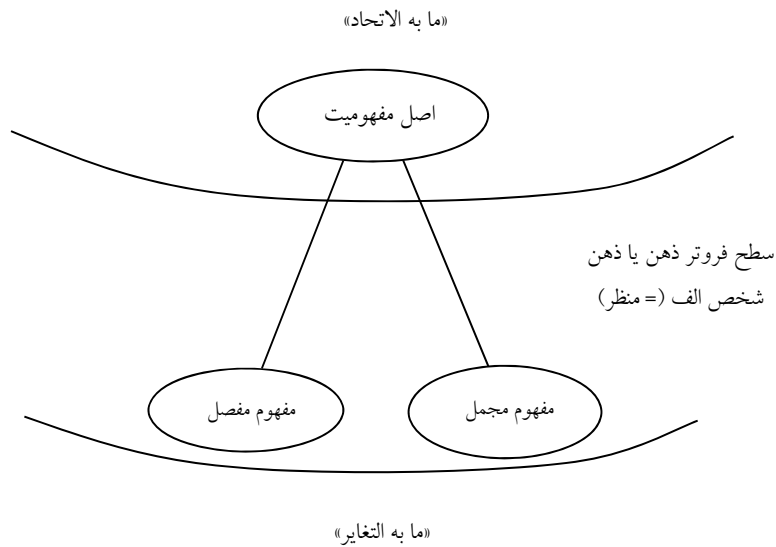 «ما به الاتحاد»
اصل مفهومیت
سطح فروتر ذهن یا ذهن
شخص الف (= منظر)
مفهوم مجمل
مفهوم مفصل
«ما به التغایر»